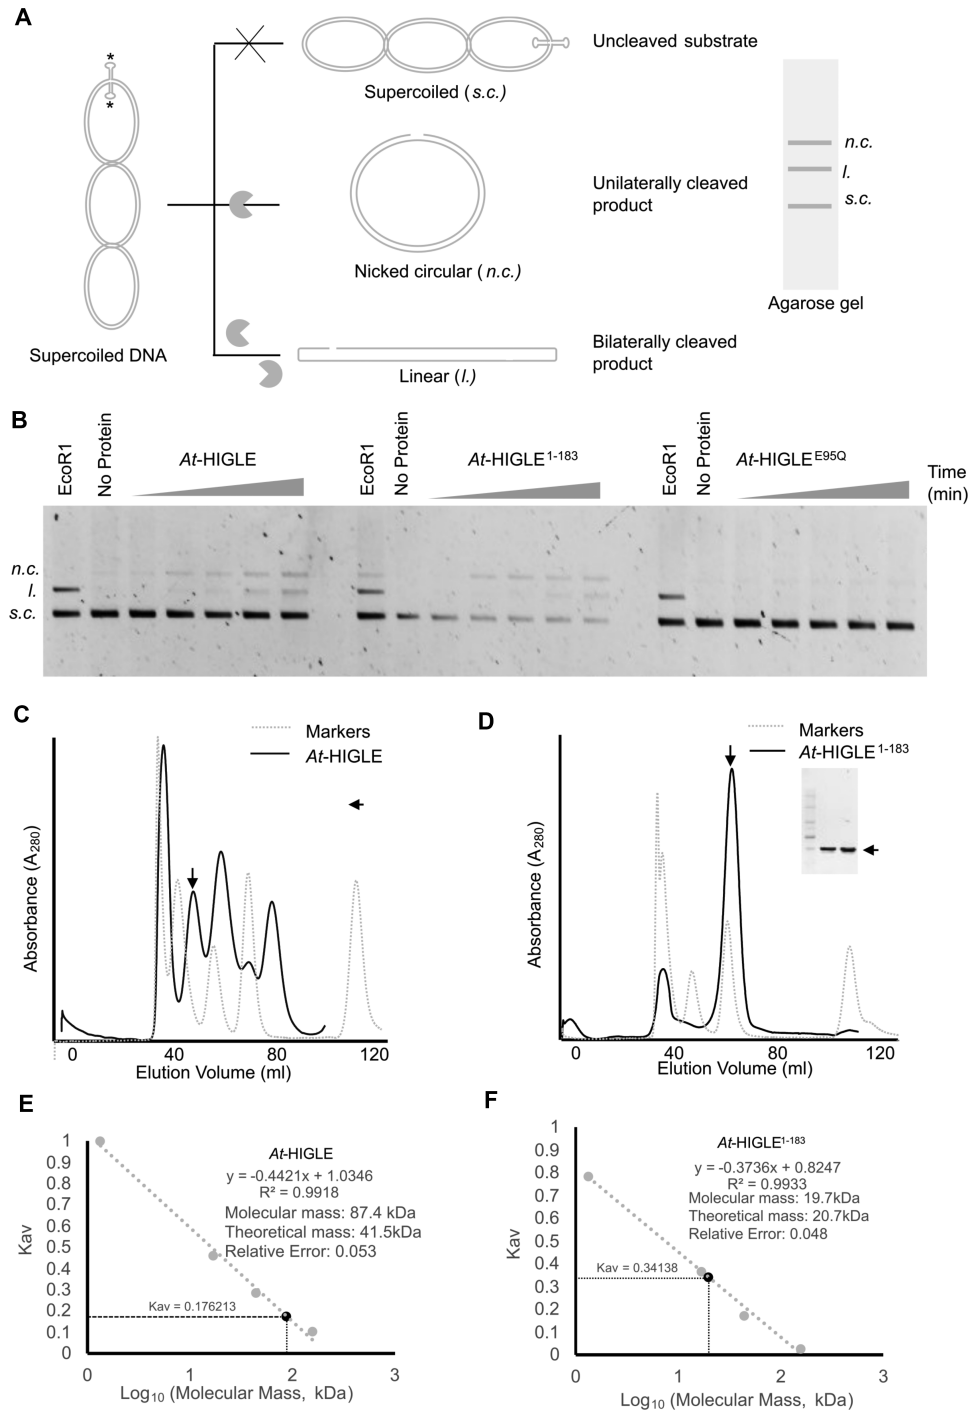 A
*
*
Supercoiled DNA
Supercoiled (s.c.)
Uncleaved substrate
Nicked circular (n.c.)
Unilaterally cleaved
product
Linear (l.)
Bilaterally cleaved
product
n.c.
l.
s.c.
Agarose gel
B
EcoR1
No Protein
At-HIGLE
EcoR1
No Protein
At-HIGLE1-183
EcoR1
No Protein
At-HIGLEE95Q
Time
(min)
n.c.
l.
s.c.
C
Markers
At-HIGLE
Absorbance (A280)
0 40 80 120
Elution Volume (ml)
D
Markers
At-HIGLE1-183
Absorbance (A280)
0 40 80 120
Elution Volume (ml)
E
At-HIGLE
y = -0.4421x + 1.0346
R² = 0.9918
Molecular mass: 87.4 kDa
Theoretical mass: 41.5kDa
Relative Error: 0.053
Kav = 0.176213
Kav
1
0.9
0.8
0.7
0.6
0.5
0.4
0.3
0.2
0.1
0
0 1 2 3
Log10 (Molecular Mass, kDa)
F
At-HIGLE1-183
y = -0.3736x + 0.8247
R² = 0.9933
Molecular mass: 19.7kDa
Theoretical mass: 20.7kDa
Relative Error: 0.048
Kav = 0.34138
Kav
1
0.9
0.8
0.7
0.6
0.5
0.4
0.3
0.2
0.1
0
0 1 2 3
Log10 (Molecular Mass, kDa)